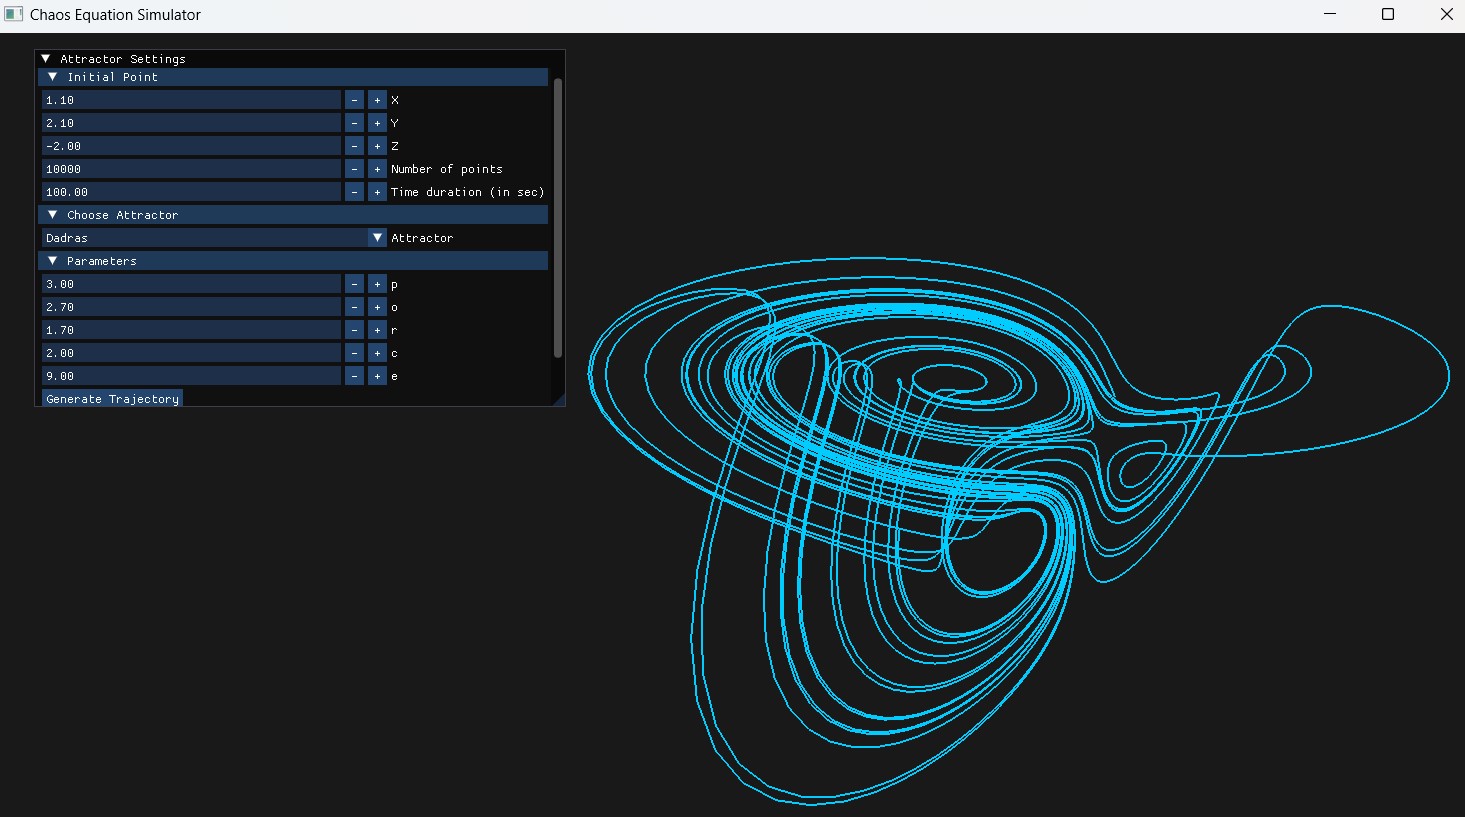 Chaos Equation Simulator
Attractor Settings
Initial Point
1.10 - + X
2.10 - + Y
-2.00 - + Z
10000 - + Number of points
100.00 - + Time duration (in sec)
Choose Attractor
Dadras Attractor
Parameters
3.00 - + p
2.70 - + o
1.70 - + r
2.00 - + c
9.00 - + e
Generate Trajectory